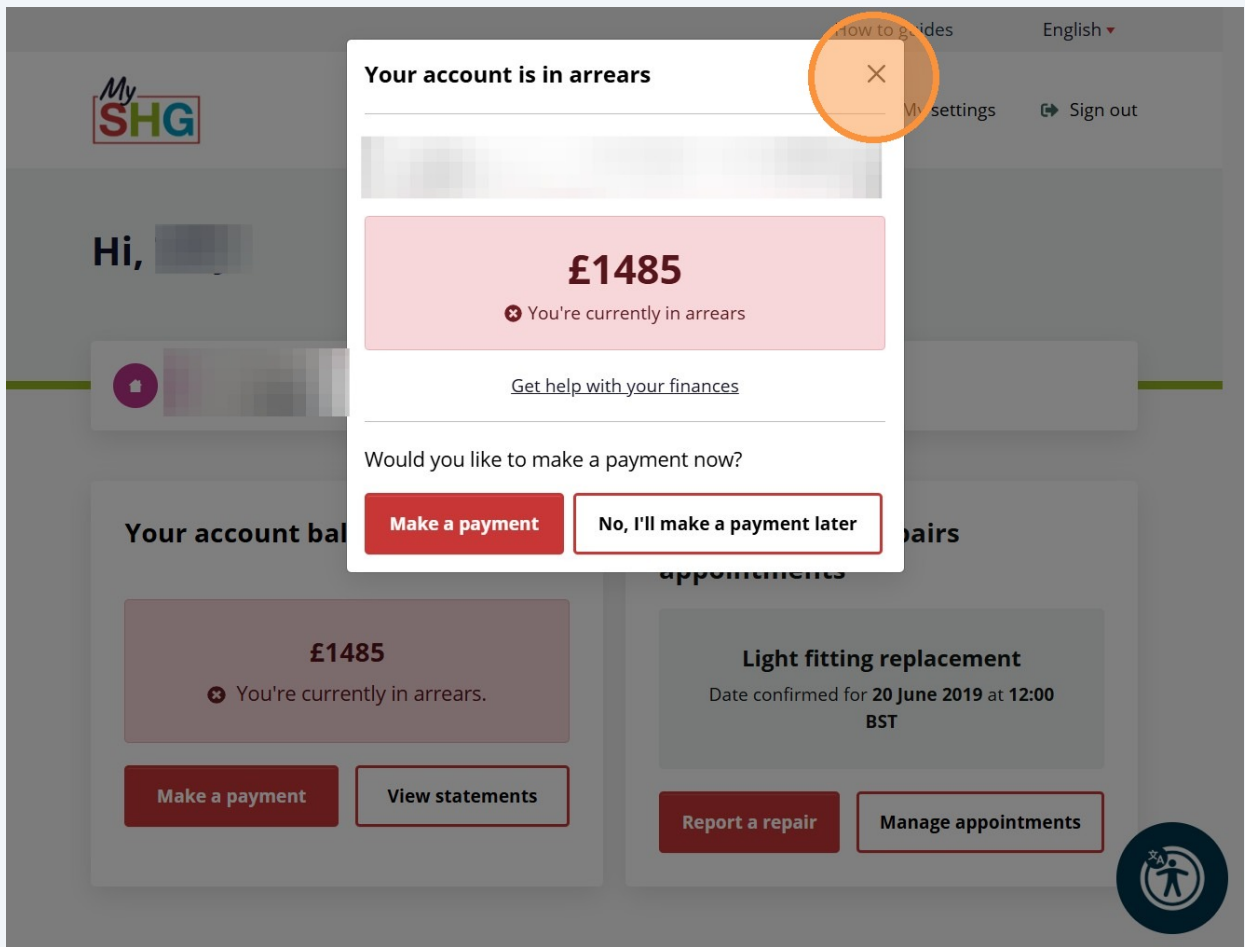 How to guides
English
My
SHG
My settings
Sign out
Your account is in arrears
Hi,
£1485
You're currently in arrears
Get help with your finances
Would you like to make a payment now?
Make a payment
No, I'll make a payment later
Your account bal
pairs
appointments
£1485
You're currently in arrears.
Make a payment
View statements
Light fitting replacement
Date confirmed for 20 June 2019 at 12:00
BST
Report a repair
Manage appointments